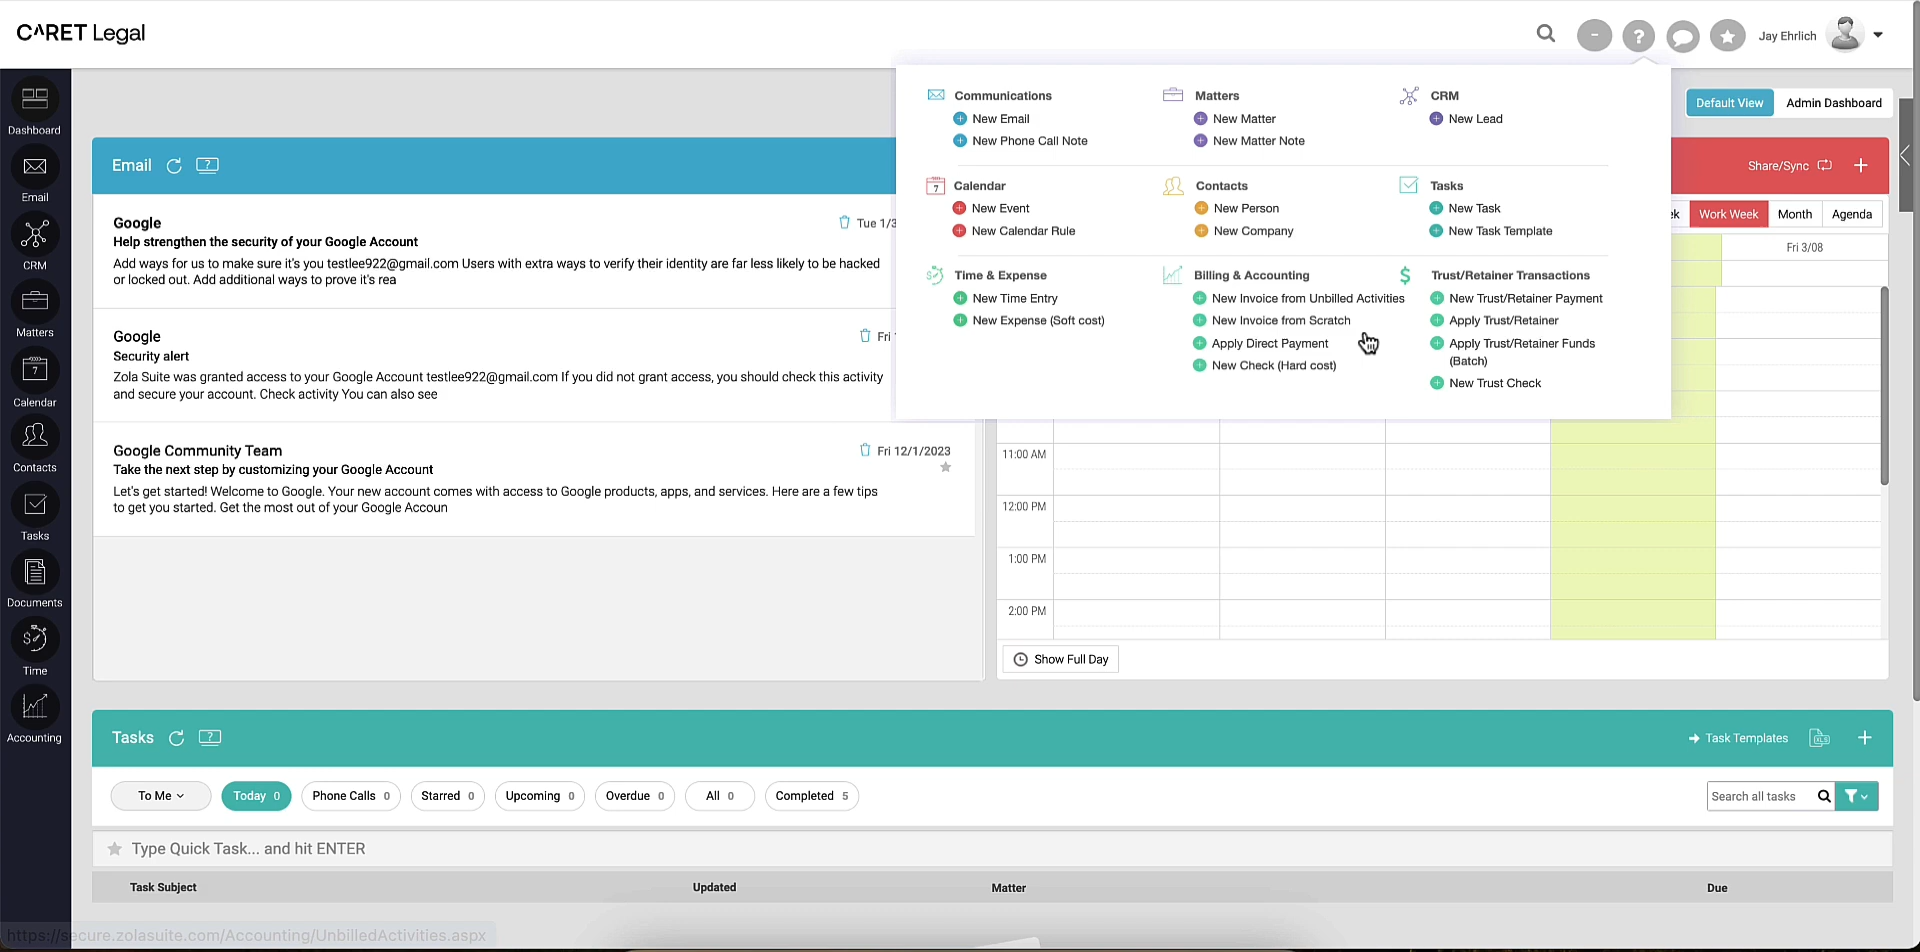 CARET Legal
-
?
Jay Ehrlich
Default View
Admin Dashboard
Dashboard
Email
CRM
Matters
7
Calendar
Contacts
Tasks
Documents
Time
Accounting
Communications
New Email
New Phone Call Note
Matters
New Matter
New Matter Note
CRM
New Lead
7
Calendar
New Event
New Calendar Rule
Contacts
New Person
New Company
Tasks
New Task
New Task Template
Time & Expense
New Time Entry
New Expense (Soft cost)
Billing & Accounting
New Invoice from Unbilled Activities
New Invoice from Scratch
Apply Direct Payment
New Check (Hard cost)
$
Trust/Retainer Transactions
New Trust/Retainer Payment
Apply Trust/Retainer
Apply Trust/Retainer Funds
(Batch)
New Trust Check
Email
?
Google
Tue 1/3
Help strengthen the security of your Google Account
Add ways for us to make sure it's you testlee922@gmail.com Users with extra ways to verify their identity are far less likely to be hacked
or locked out. Add additional ways to prove it's rea
Google
Fri
Security alert
Zola Suite was granted access to your Google Account testlee922@gmail.com If you did not grant access, you should check this activity
and secure your account. Check activity You can also see
Google Community Team
Fri 12/1/2023
Take the next step by customizing your Google Account
Let's get started! Welcome to Google. Your new account comes with access to Google products, apps, and services. Here are a few tips
to get you started. Get the most out of your Google Accoun
Share/Sync
+
ek
Work Week
Month
Agenda
Fri 3/08
11:00 AM
12:00 PM
1:00 PM
2:00 PM
Show Full Day
Tasks
?
Task Templates
XLS
+
To Me
Today 0
Phone Calls 0
Starred 0
Upcoming 0
Overdue 0
All 0
Completed 5
Search all tasks
Type Quick Task... and hit ENTER
Task Subject
Updated
Matter
Due
https://secure.zolasuite.com/Accounting/UnbilledActivities.aspx